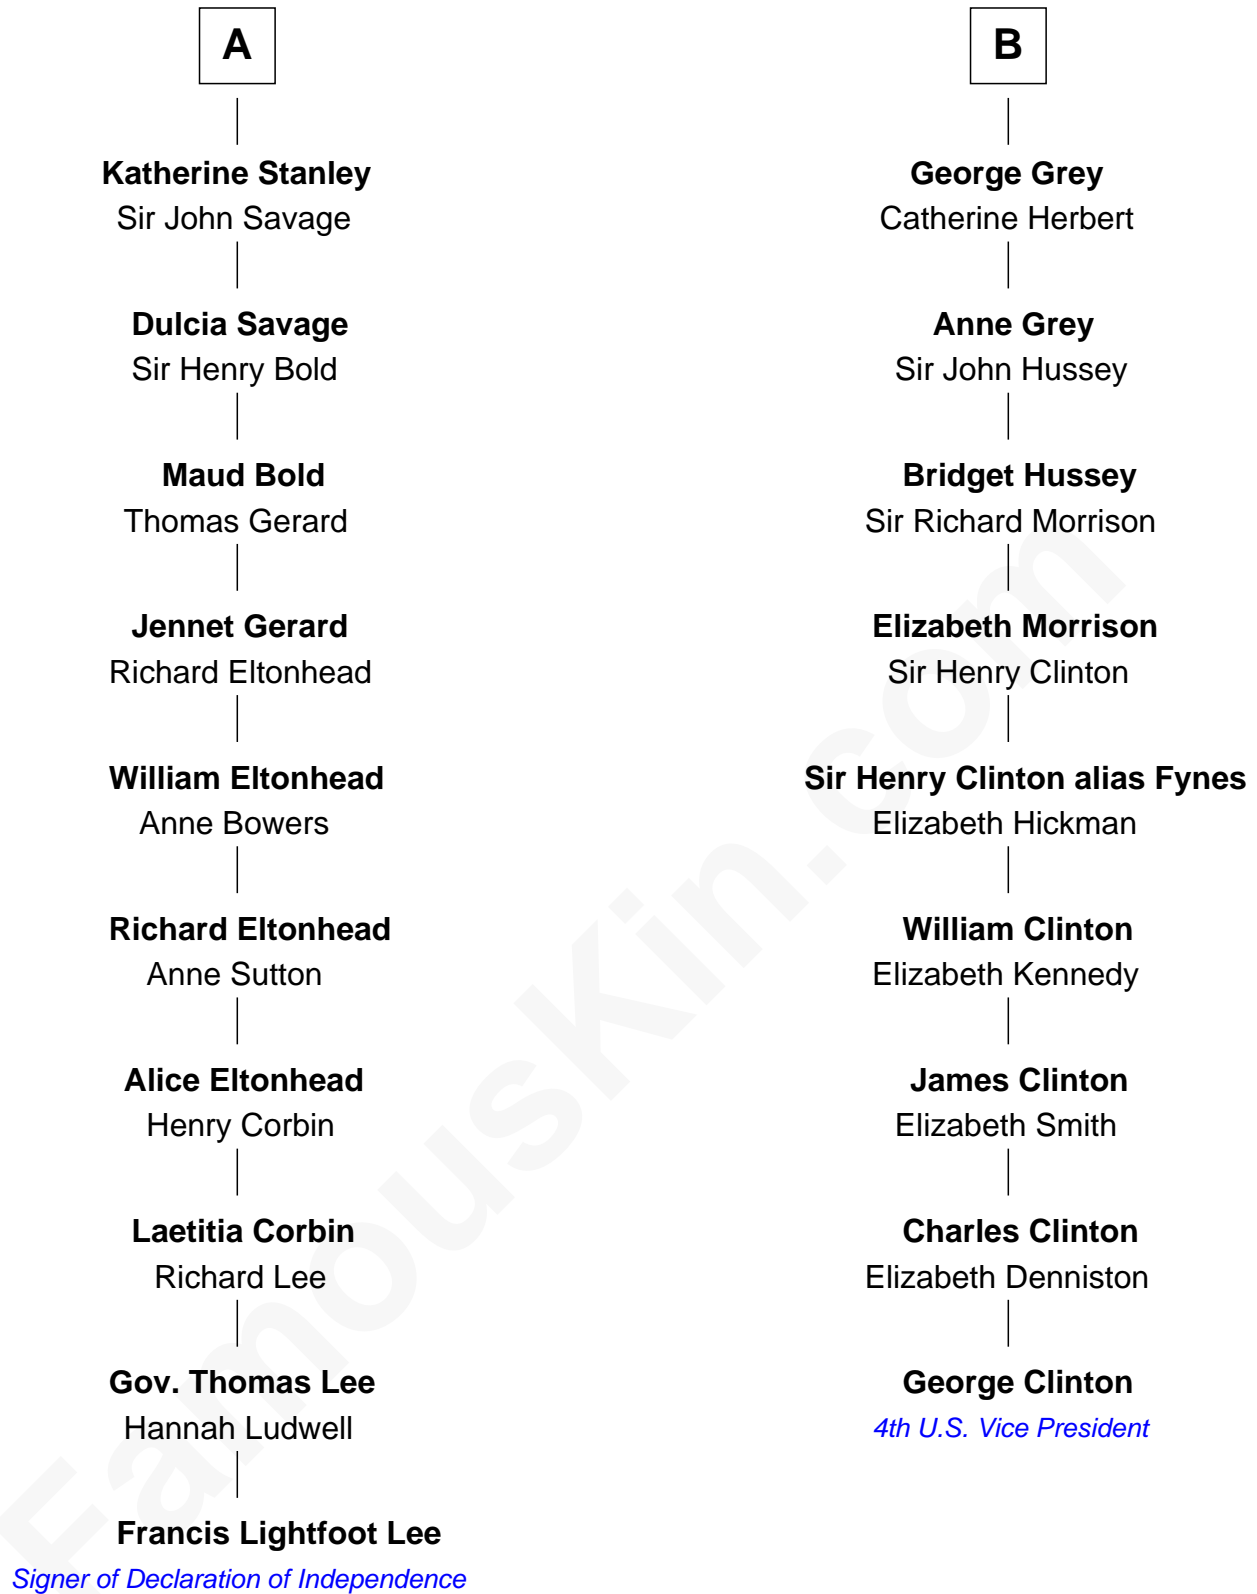 A
Katherine Stanley
Sir John Savage
Dulcia Savage
Sir Henry Bold
Maud Bold
Thomas Gerard
Jennet Gerard
Richard Eltonhead
William Eltonhead
Anne Bowers
Richard Eltonhead
Anne Sutton
Alice Eltonhead
Henry Corbin
Laetitia Corbin
Richard Lee
Gov. Thomas Lee
Hannah Ludwell
Francis Lightfoot Lee
Signer of Declaration of Independence
B
George Grey
Catherine Herbert
Anne Grey
Sir John Hussey
Bridget Hussey
Sir Richard Morrison
Elizabeth Morrison
Sir Henry Clinton
Sir Henry Clinton alias Fynes
Elizabeth Hickman
William Clinton
Elizabeth Kennedy
James Clinton
Elizabeth Smith
Charles Clinton
Elizabeth Denniston
George Clinton
4th U.S. Vice President
FamousKin.com